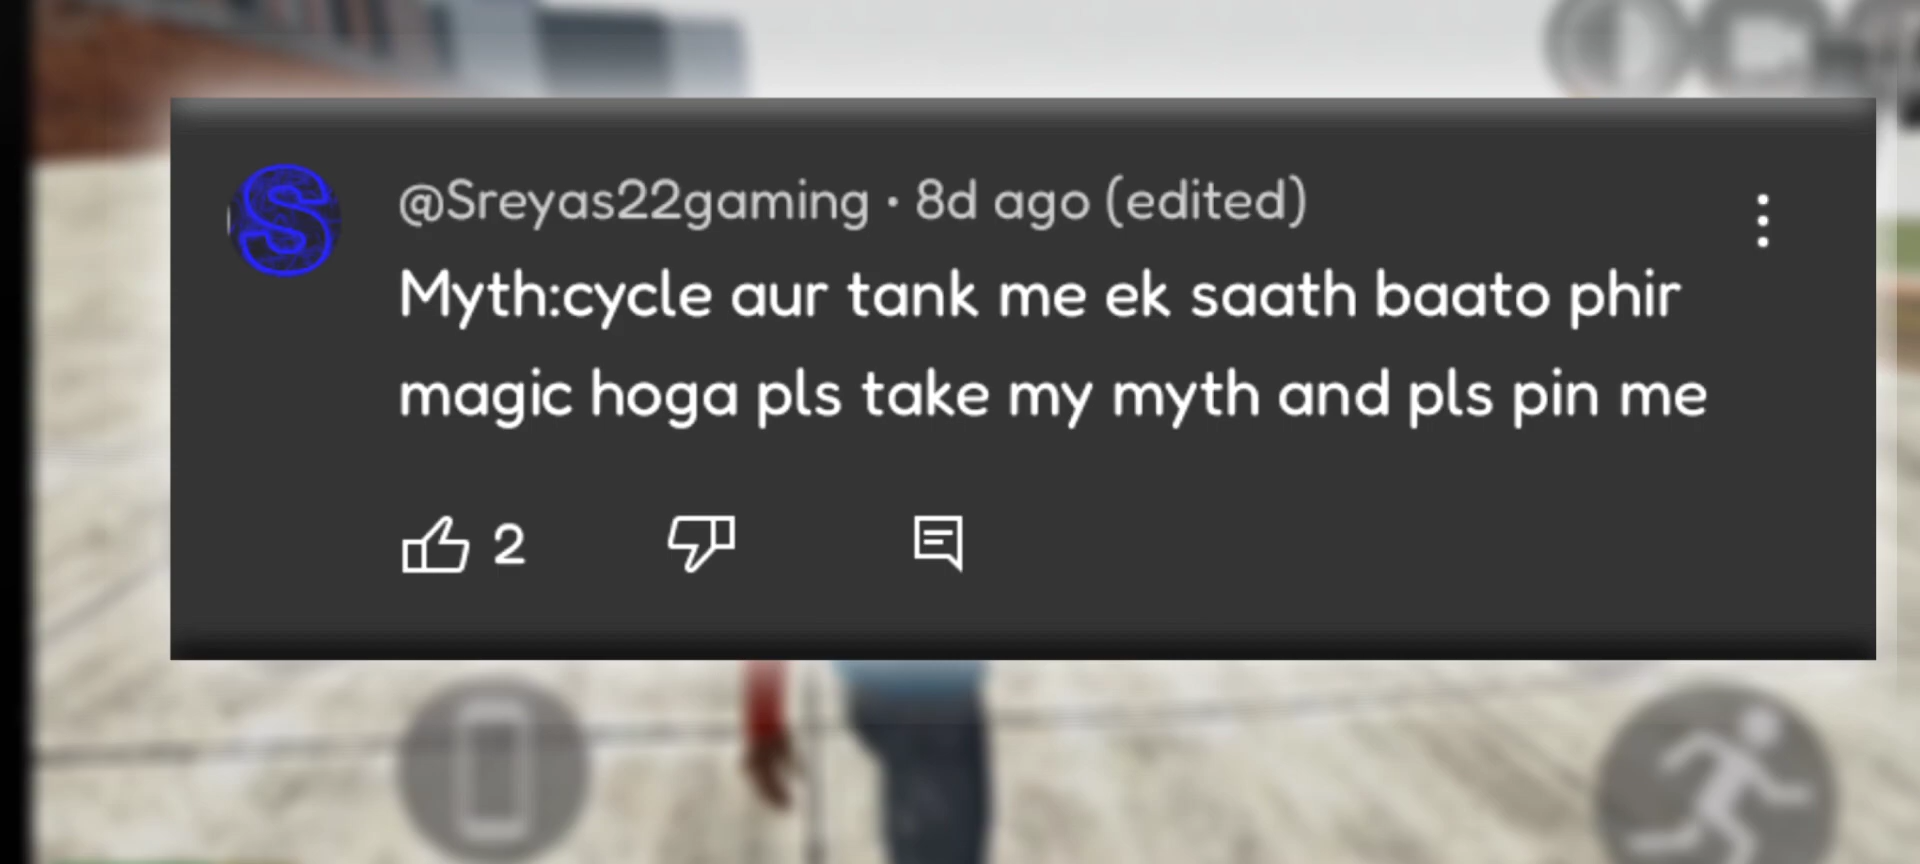 @Sreyas22gaming · 8d ago (edited)
Myth:cycle aur tank me ek saath baato phir
magic hoga pls take my myth and pls pin me
2